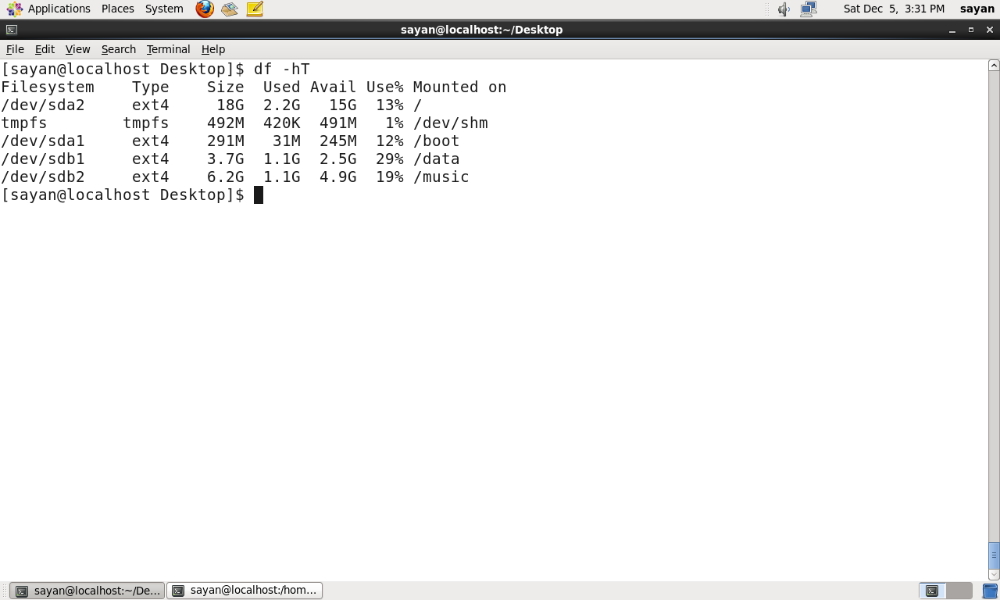 Applications Places System Sat Dec 5, 3:31 PM sayan
sayan@localhost:~/Desktop
File Edit View Search Terminal Help
[sayan@localhost Desktop]$ df -hT
Filesystem    Type    Size  Used Avail Use% Mounted on
/dev/sda2     ext4     18G  2.2G   15G  13% /
tmpfs        tmpfs    492M  420K  491M   1% /dev/shm
/dev/sda1     ext4    291M   31M  245M  12% /boot
/dev/sdb1     ext4    3.7G  1.1G  2.5G  29% /data
/dev/sdb2     ext4    6.2G  1.1G  4.9G  19% /music
[sayan@localhost Desktop]$
sayan@localhost:~/De... sayan@localhost:/hom...